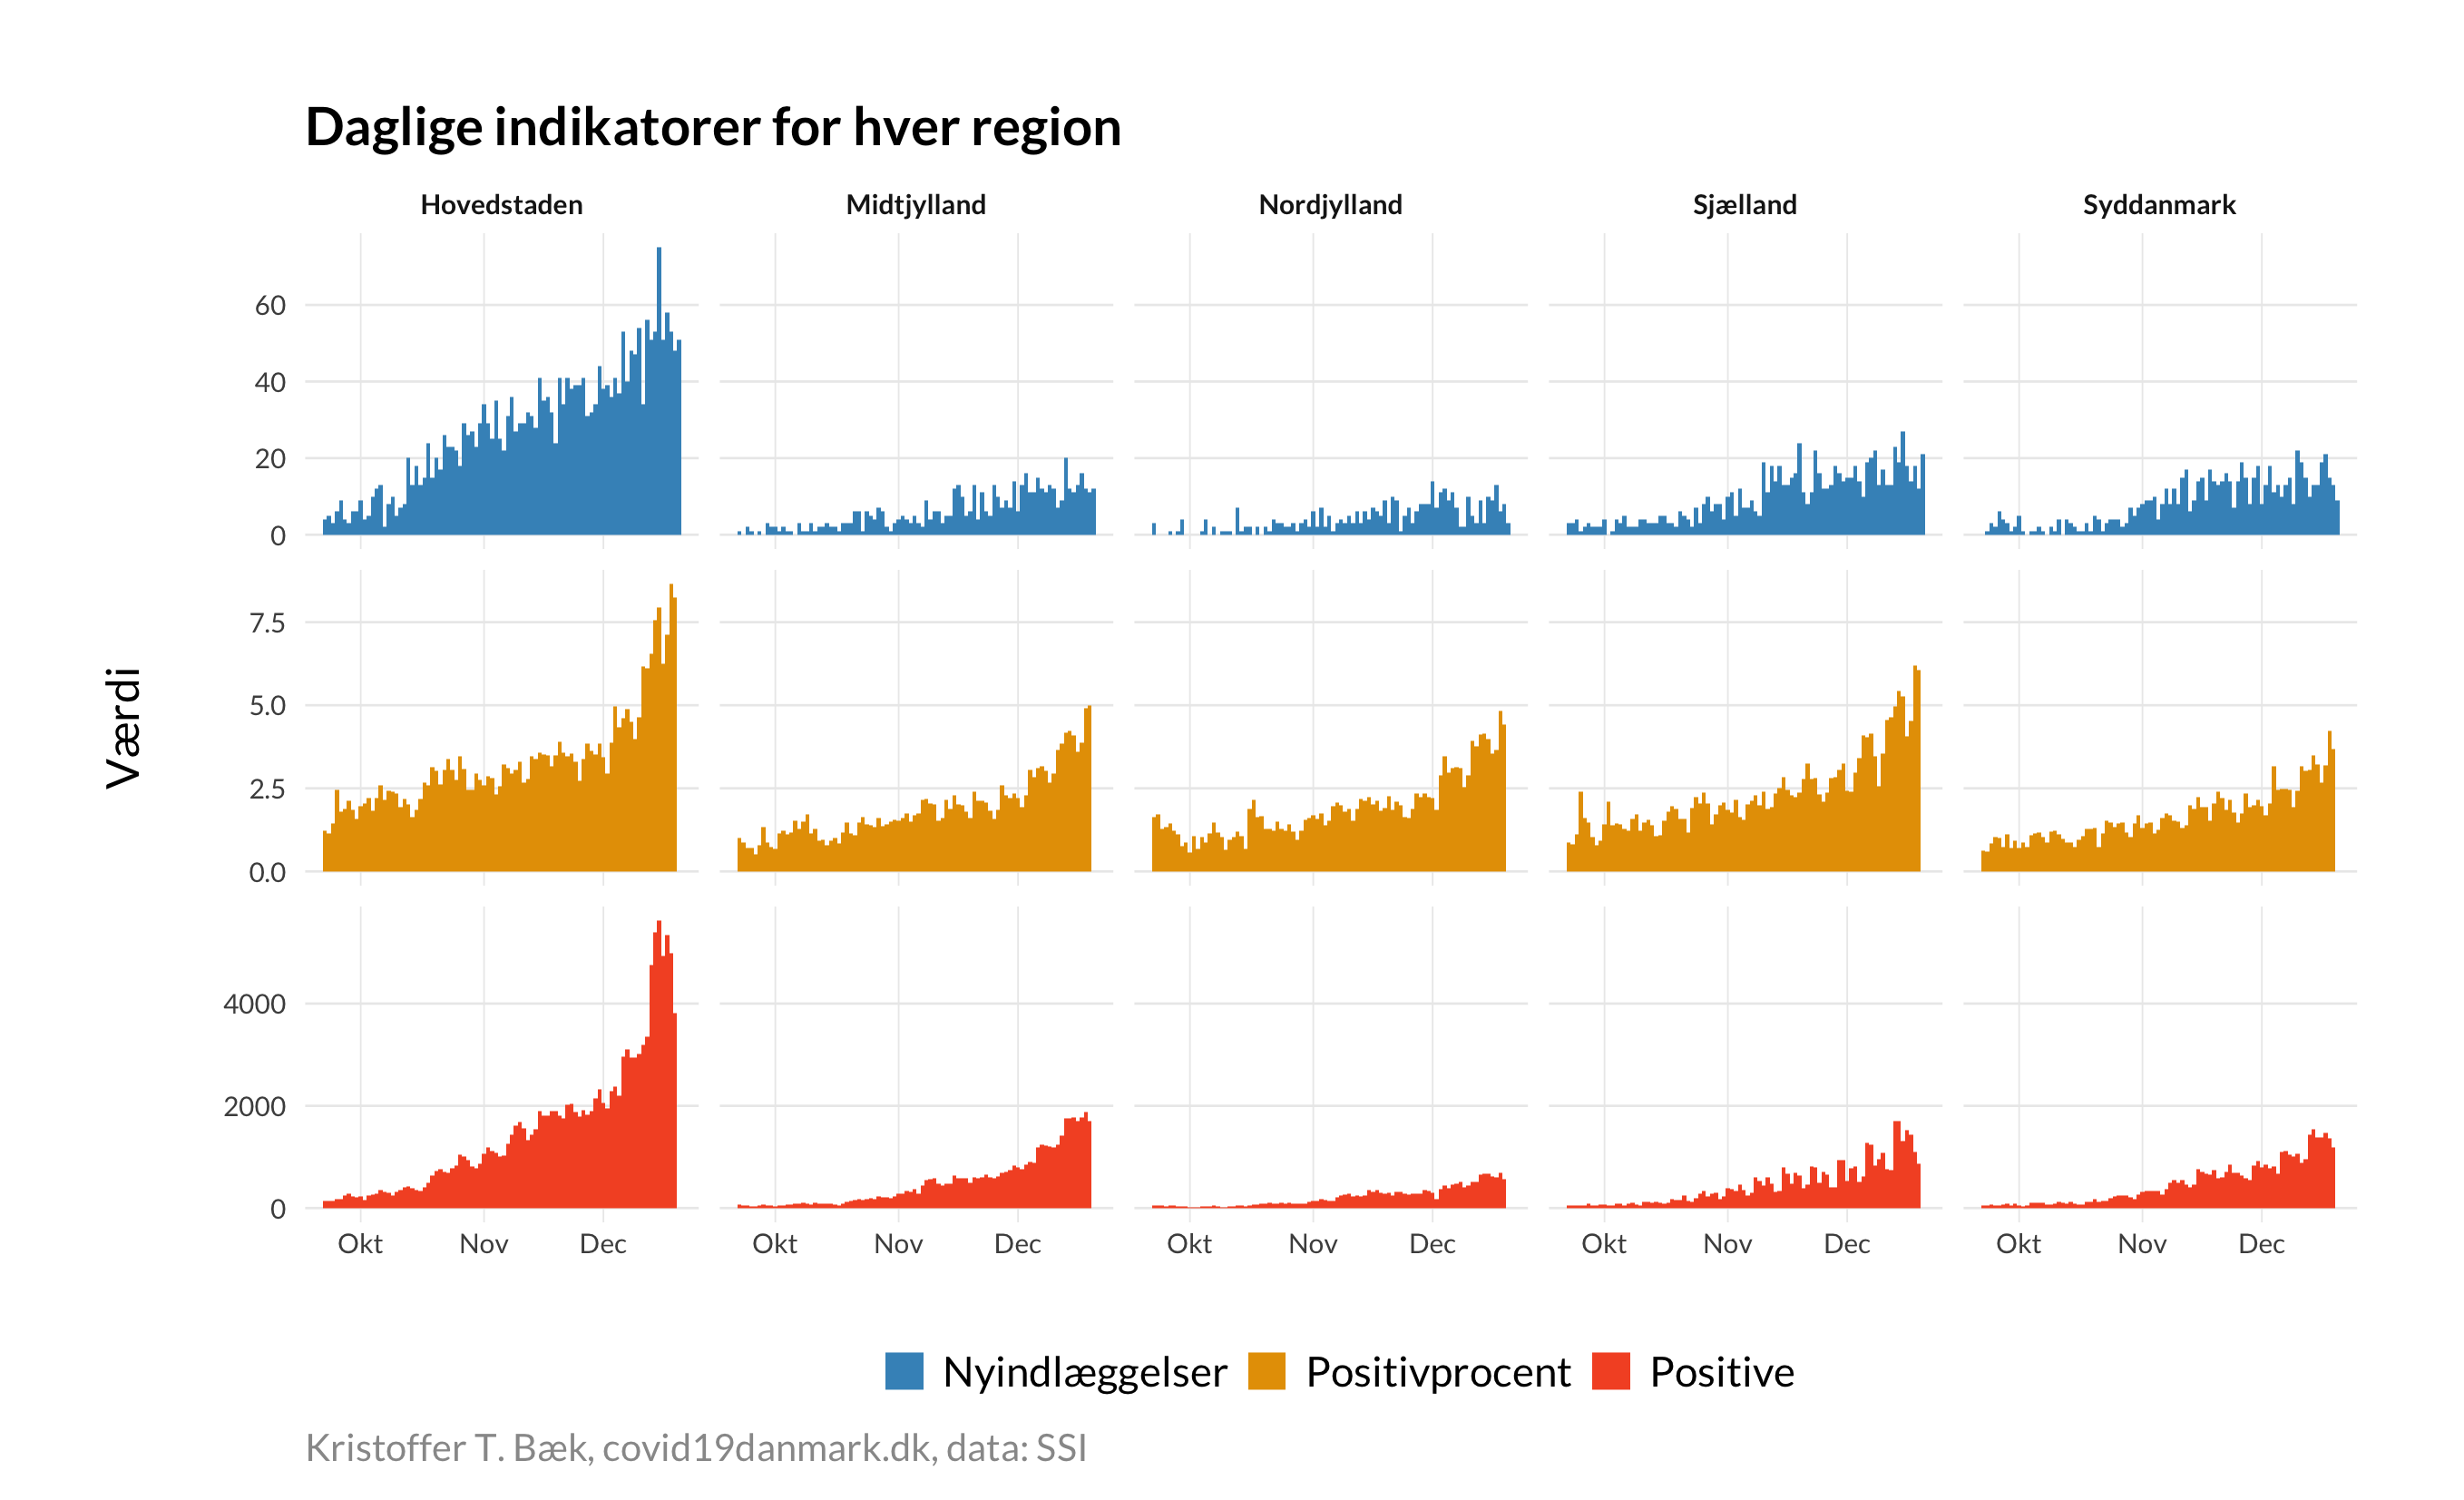 Daglige indikatorer for hver region
Hovedstaden Midtjylland Nordjylland Sjælland Syddanmark
60
40
20
0
7.5
5.0
2.5
0.0
4000
2000
0
Værdi
Okt Nov Dec Okt Nov Dec Okt Nov Dec Okt Nov Dec Okt Nov Dec
Nyindlæggelser Positivprocent Positive
Kristoffer T. Bæk, covid19danmark.dk, data: SSI